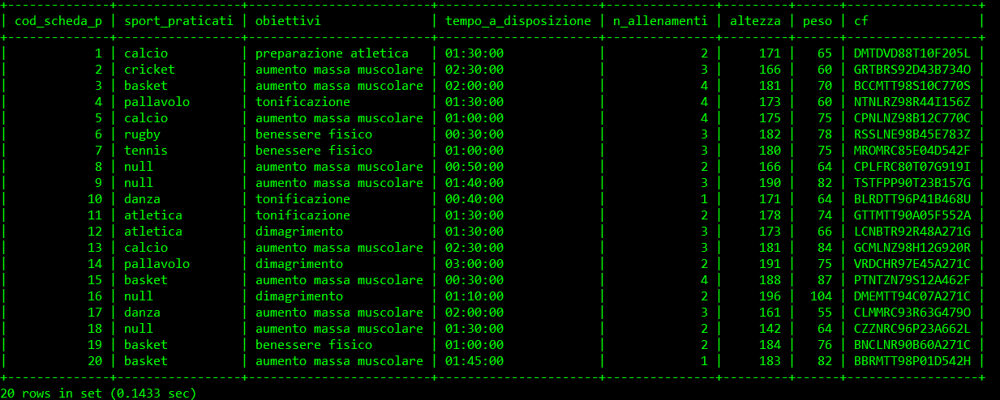 | cod_scheda_p | sport_praticati | obiettivi | tempo_a_disposizione | n_allenamenti | altezza | peso | cf |
| 1 | calcio | preparazione atletica | 01:30:00 | 2 | 171 | 65 | DMTDVD88T10F205L |
| 2 | cricket | aumento massa muscolare | 02:30:00 | 3 | 166 | 60 | GRTBRS92D43B734O |
| 3 | basket | aumento massa muscolare | 02:00:00 | 4 | 181 | 70 | BCCMTT98S10C770S |
| 4 | pallavolo | tonificazione | 01:30:00 | 4 | 173 | 60 | NTNLRZ98R44I156Z |
| 5 | calcio | aumento massa muscolare | 01:00:00 | 4 | 175 | 75 | CPNLNZ98B12C770C |
| 6 | rugby | benessere fisico | 00:30:00 | 3 | 182 | 78 | RSSLNE98B45E783Z |
| 7 | tennis | benessere fisico | 01:00:00 | 3 | 180 | 75 | MROMRC85E04D542F |
| 8 | null | aumento massa muscolare | 00:50:00 | 2 | 166 | 64 | CPLFRC80T07G919I |
| 9 | null | aumento massa muscolare | 01:40:00 | 3 | 190 | 82 | TSTFPP90T23B157G |
| 10 | danza | tonificazione | 00:40:00 | 1 | 171 | 64 | BLRDTT96P41B468U |
| 11 | atletica | tonificazione | 01:30:00 | 2 | 178 | 74 | GTTMTT90A05F552A |
| 12 | atletica | dimagrimento | 01:30:00 | 3 | 173 | 66 | LCNBTR92R48A271G |
| 13 | calcio | aumento massa muscolare | 02:30:00 | 3 | 181 | 84 | GCMLNZ98H12G920R |
| 14 | pallavolo | dimagrimento | 03:00:00 | 2 | 191 | 75 | VRDCHR97E45A271C |
| 15 | basket | aumento massa muscolare | 00:30:00 | 4 | 188 | 87 | PTNTZN79S12A462F |
| 16 | null | dimagrimento | 01:10:00 | 2 | 196 | 104 | DMEMTT94C07A271C |
| 17 | danza | aumento massa muscolare | 02:00:00 | 3 | 161 | 55 | CLMMRC93R63G479O |
| 18 | null | aumento massa muscolare | 01:30:00 | 2 | 142 | 64 | CZZNRC96P23A662L |
| 19 | basket | benessere fisico | 01:00:00 | 2 | 184 | 76 | BNCLNR90B60A271C |
| 20 | basket | aumento massa muscolare | 01:45:00 | 1 | 183 | 82 | BBRMTT98P01D542H |
20 rows in set (0.1433 sec)